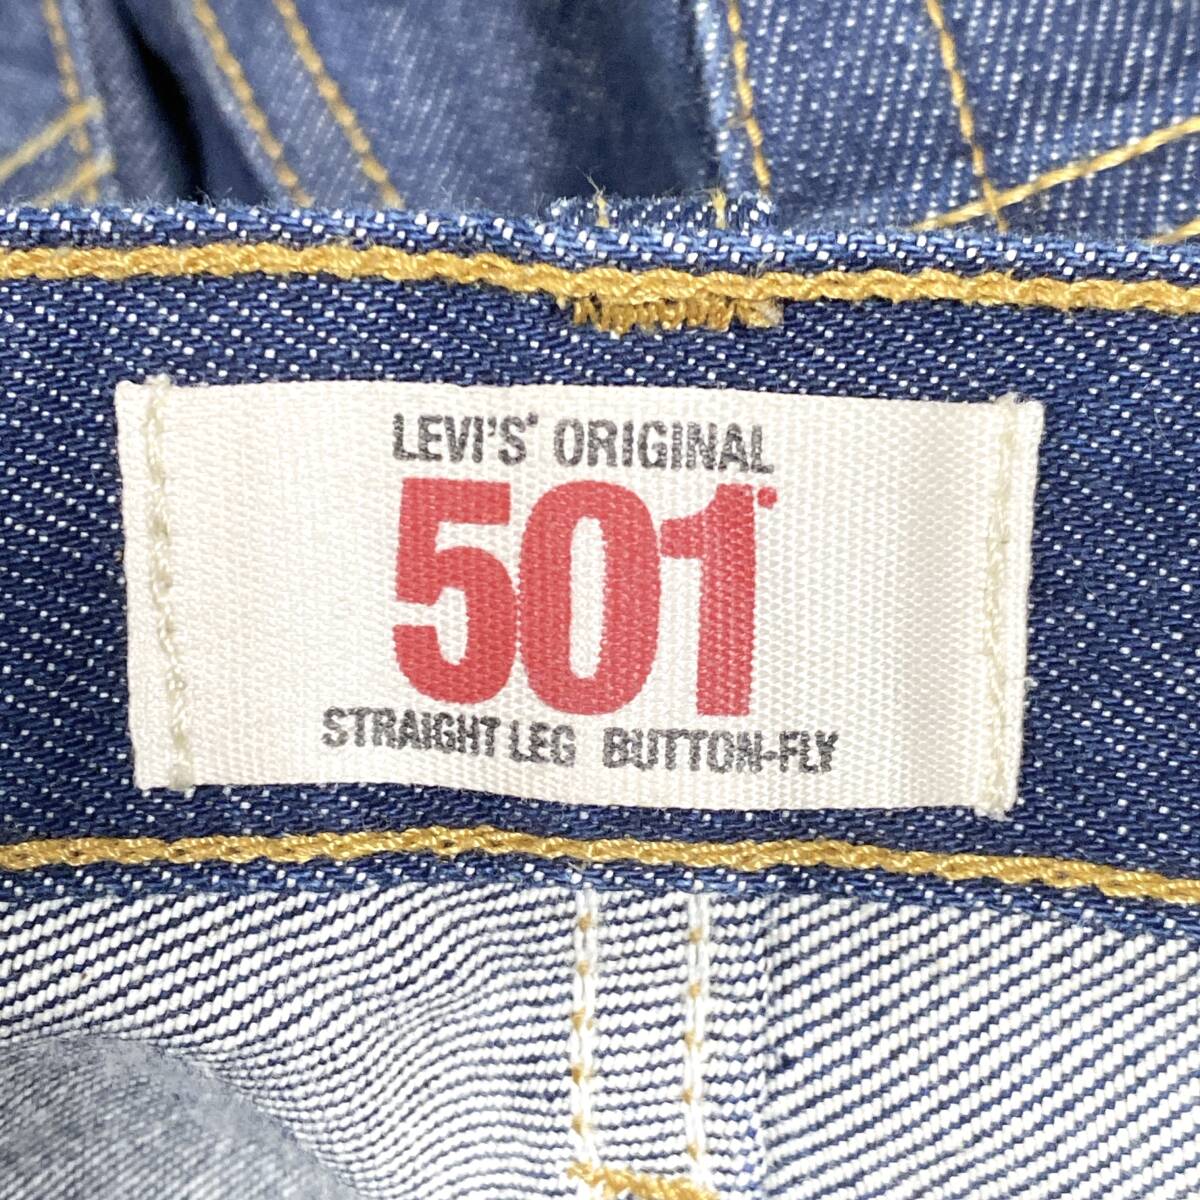 LEVI'S® ORIGINAL
501®
STRAIGHT LEG BUTTON-FLY